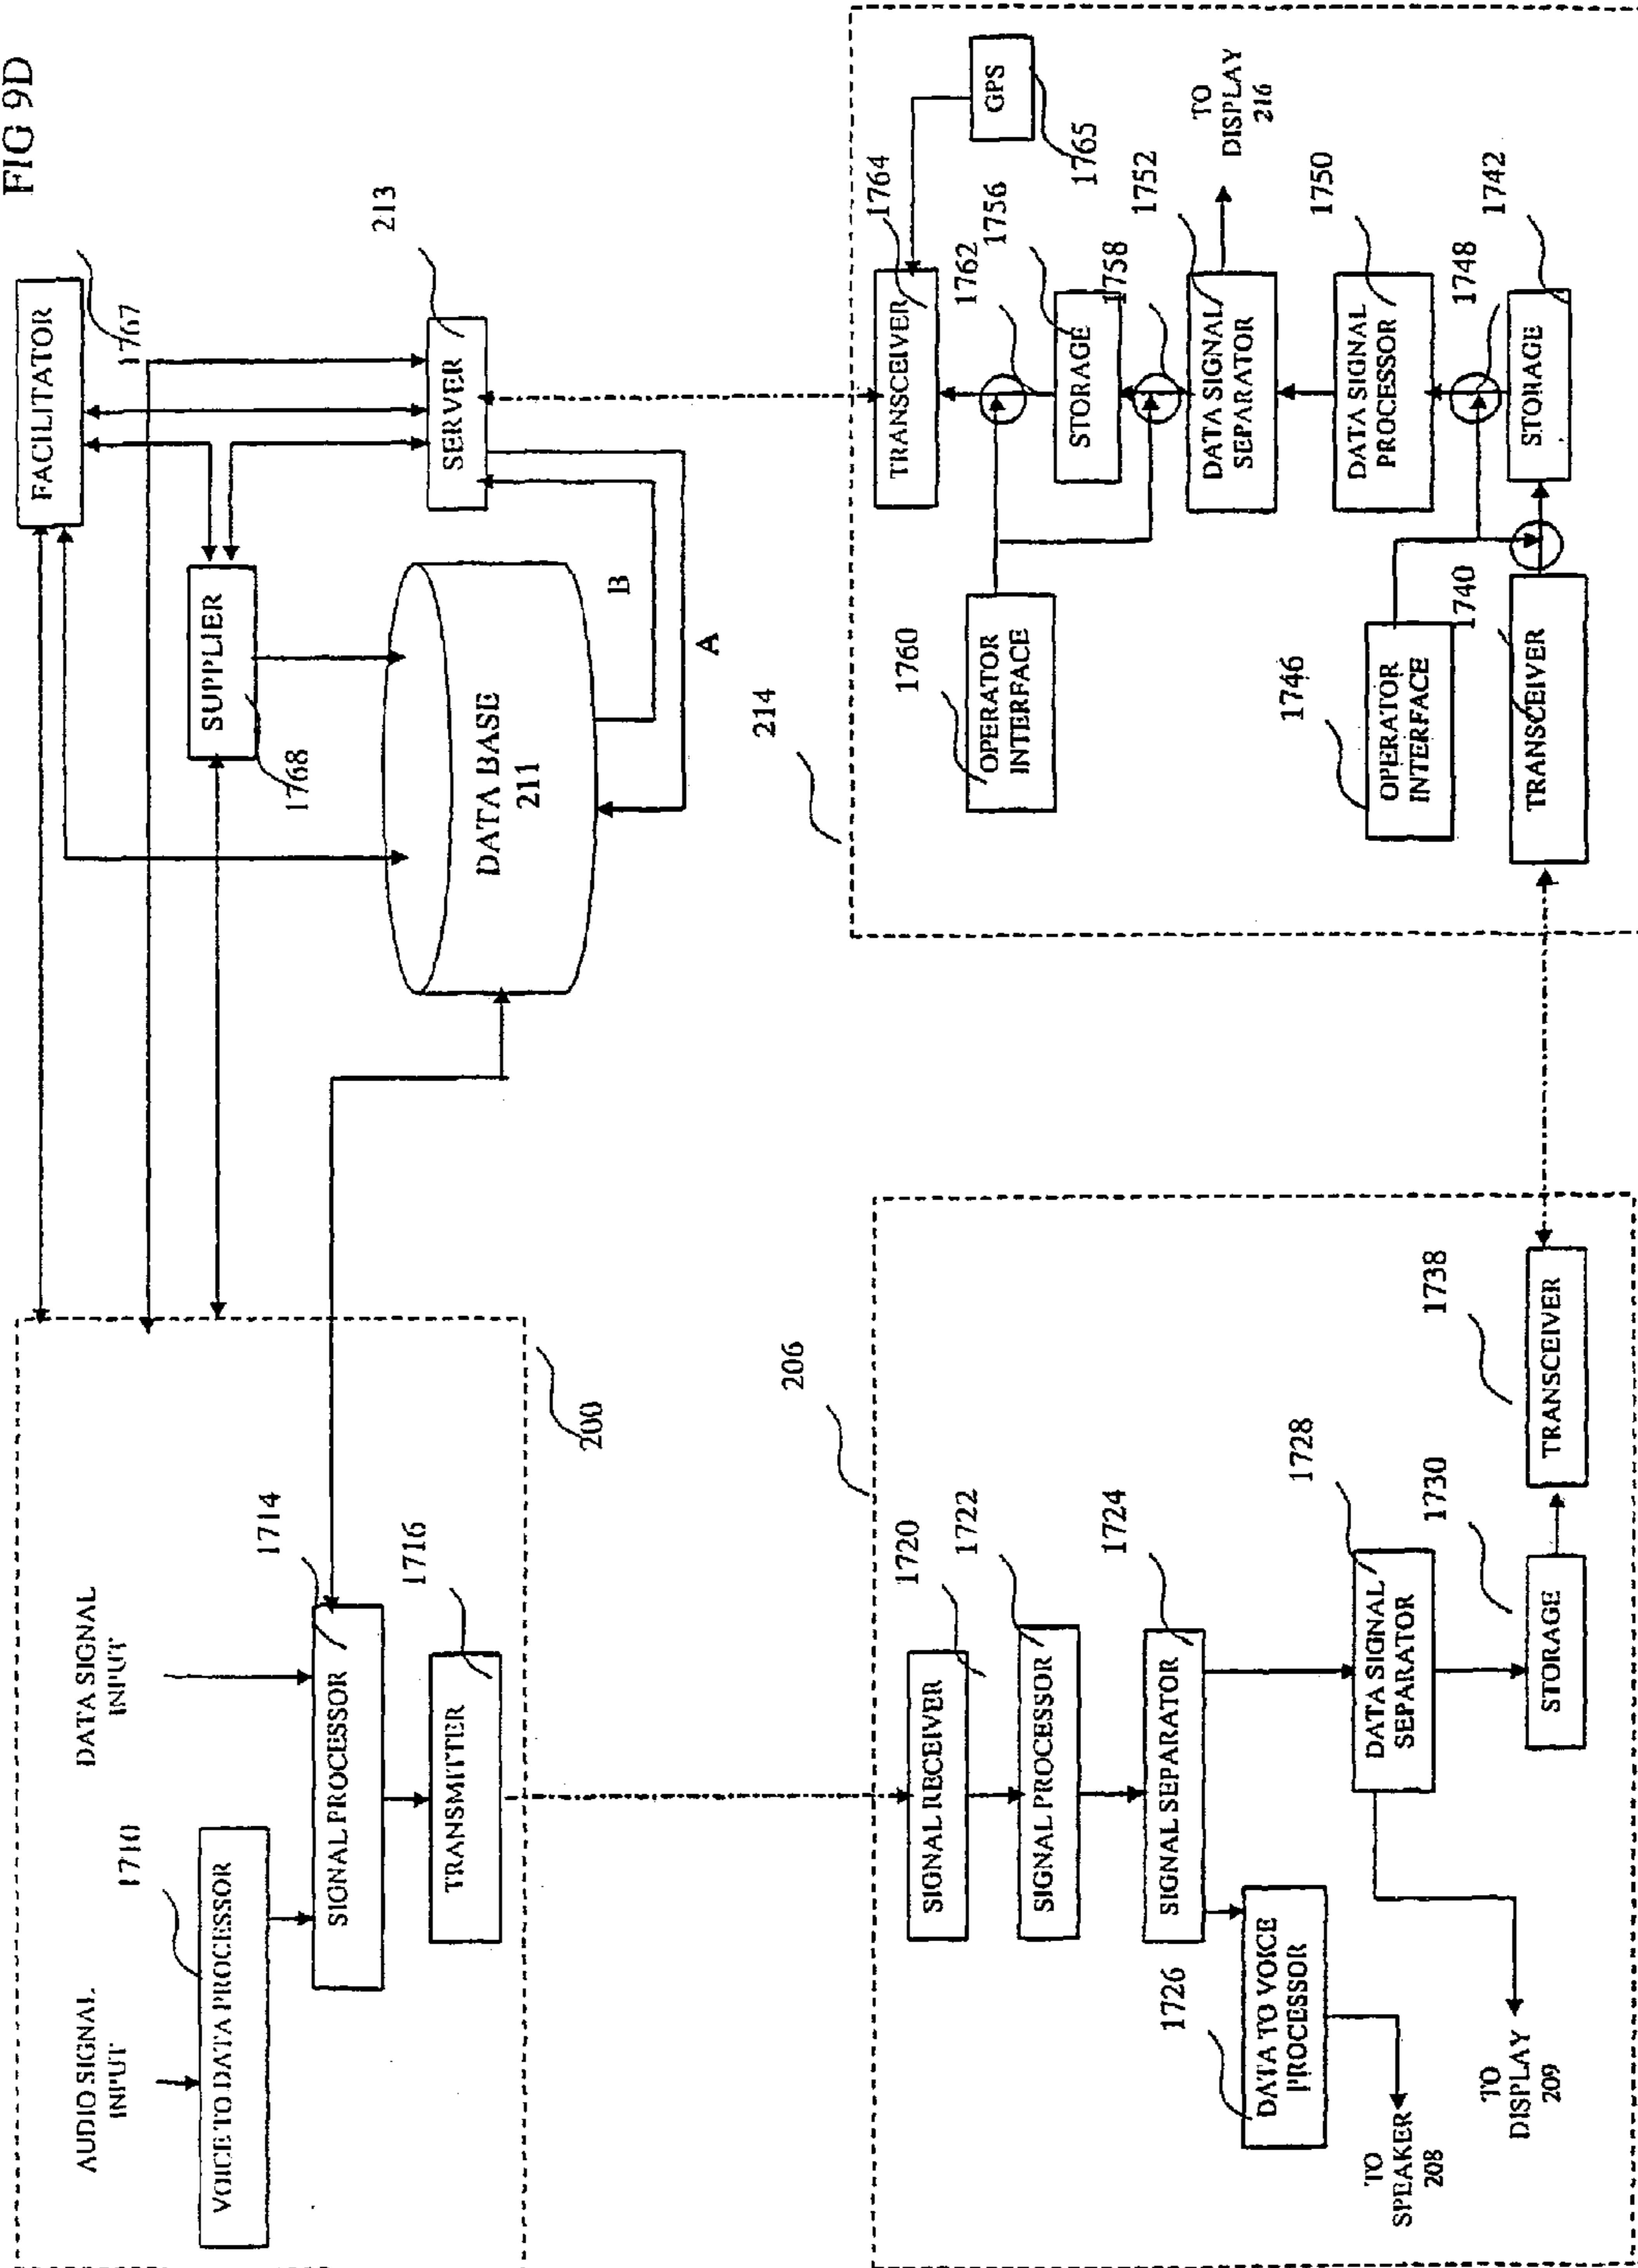 FIG 9D
AUDIO SIGNAL
INPUT
DATA SIGNAL
INPUT
1710
VOICE TO DATA PROCESSOR
1714
SIGNAL PROCESSOR
1716
TRANSMITTER
200
FACILITATOR
1767
SUPPLIER
1768
213
SERVER
DATA BASE
211
B
A
206
1720
SIGNAL RECEIVER
1722
SIGNAL PROCESSOR
1724
SIGNAL SEPARATOR
1726
DATA TO VOICE
PROCESSOR
1728
DATA SIGNAL
SEPARATOR
1730
STORAGE
1738
TRANSCEIVER
TO
SPEAKER
208
TO
DISPLAY
209
214
TRANSCEIVER
1764
GPS
1765
1762
1756
STORAGE
1758
1760
OPERATOR
INTERFACE
1752
DATA SIGNAL
SEPARATOR
TO
DISPLAY
216
1750
DATA SIGNAL
PROCESSOR
1748
1742
STORAGE
1746
OPERATOR
INTERFACE
1740
TRANSCEIVER